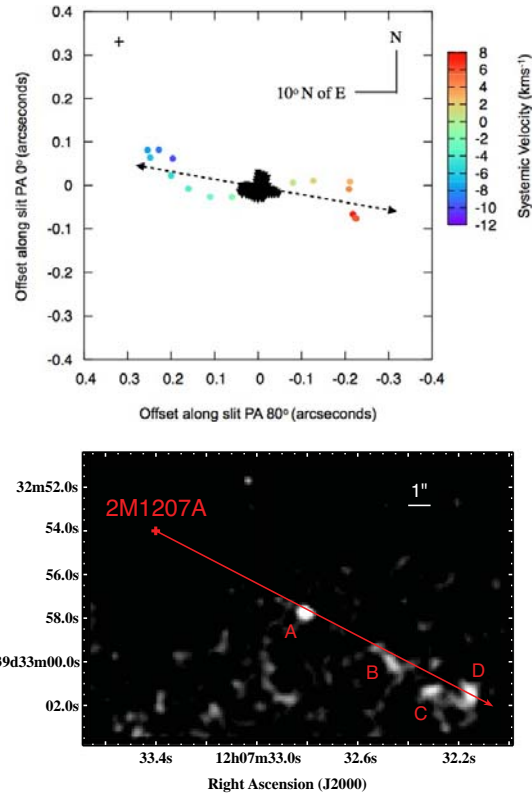 0.4
0.3
0.2
0.1
0
-0.1
-0.2
-0.3
-0.4
Offset along slit PA 0° (arcseconds)
+
N
10° N of E
0.4 0.3 0.2 0.1 0 -0.1 -0.2 -0.3 -0.4
Offset along slit PA 80° (arcseconds)
8
6
4
2
0
-2
-4
-6
-8
-10
-12
Systemic Velocity (kms-1)
32m52.0s
54.0s
56.0s
58.0s
39d33m00.0s
02.0s
2M1207A
1"
A
B
C
D
33.4s 12h07m33.0s 32.6s 32.2s
Right Ascension (J2000)